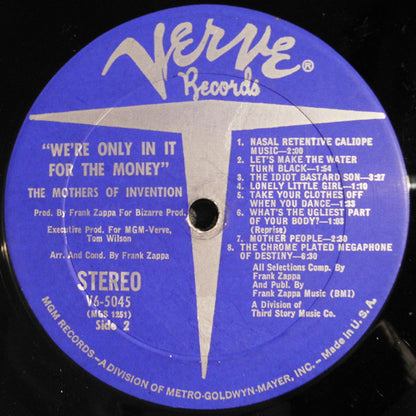 Verve ®
Records
"WE'RE ONLY IN IT
FOR THE MONEY"
THE MOTHERS OF INVENTION
Prod. By Frank Zappa For Bizarre Prod.
Executive Prod. For MGM-Verve,
Tom Wilson
Arr. And Cond. By Frank Zappa
STEREO
V6-5045
(MGS 1251)
Side 2
1. NASAL RETENTIVE CALIOPE
MUSIC—2:00
2. LET'S MAKE THE WATER
TURN BLACK—1:54
3. THE IDIOT BASTARD SON—3:27
4. LONELY LITTLE GIRL—1:10
5. TAKE YOUR CLOTHES OFF
WHEN YOU DANCE—1:33
6. WHAT'S THE UGLIEST PART
OF YOUR BODY?—1:03
(Reprise)
7. MOTHER PEOPLE—2:30
8. THE CHROME PLATED MEGAPHONE
OF DESTINY—6:30
All Selections Comp. By
Frank Zappa
And Publ. By
Frank Zappa Music (BMI)
A Division of
Third Story Music Co.
MGM RECORDS—A DIVISION OF METRO-GOLDWYN-MAYER, INC.—Made in U.S.A.